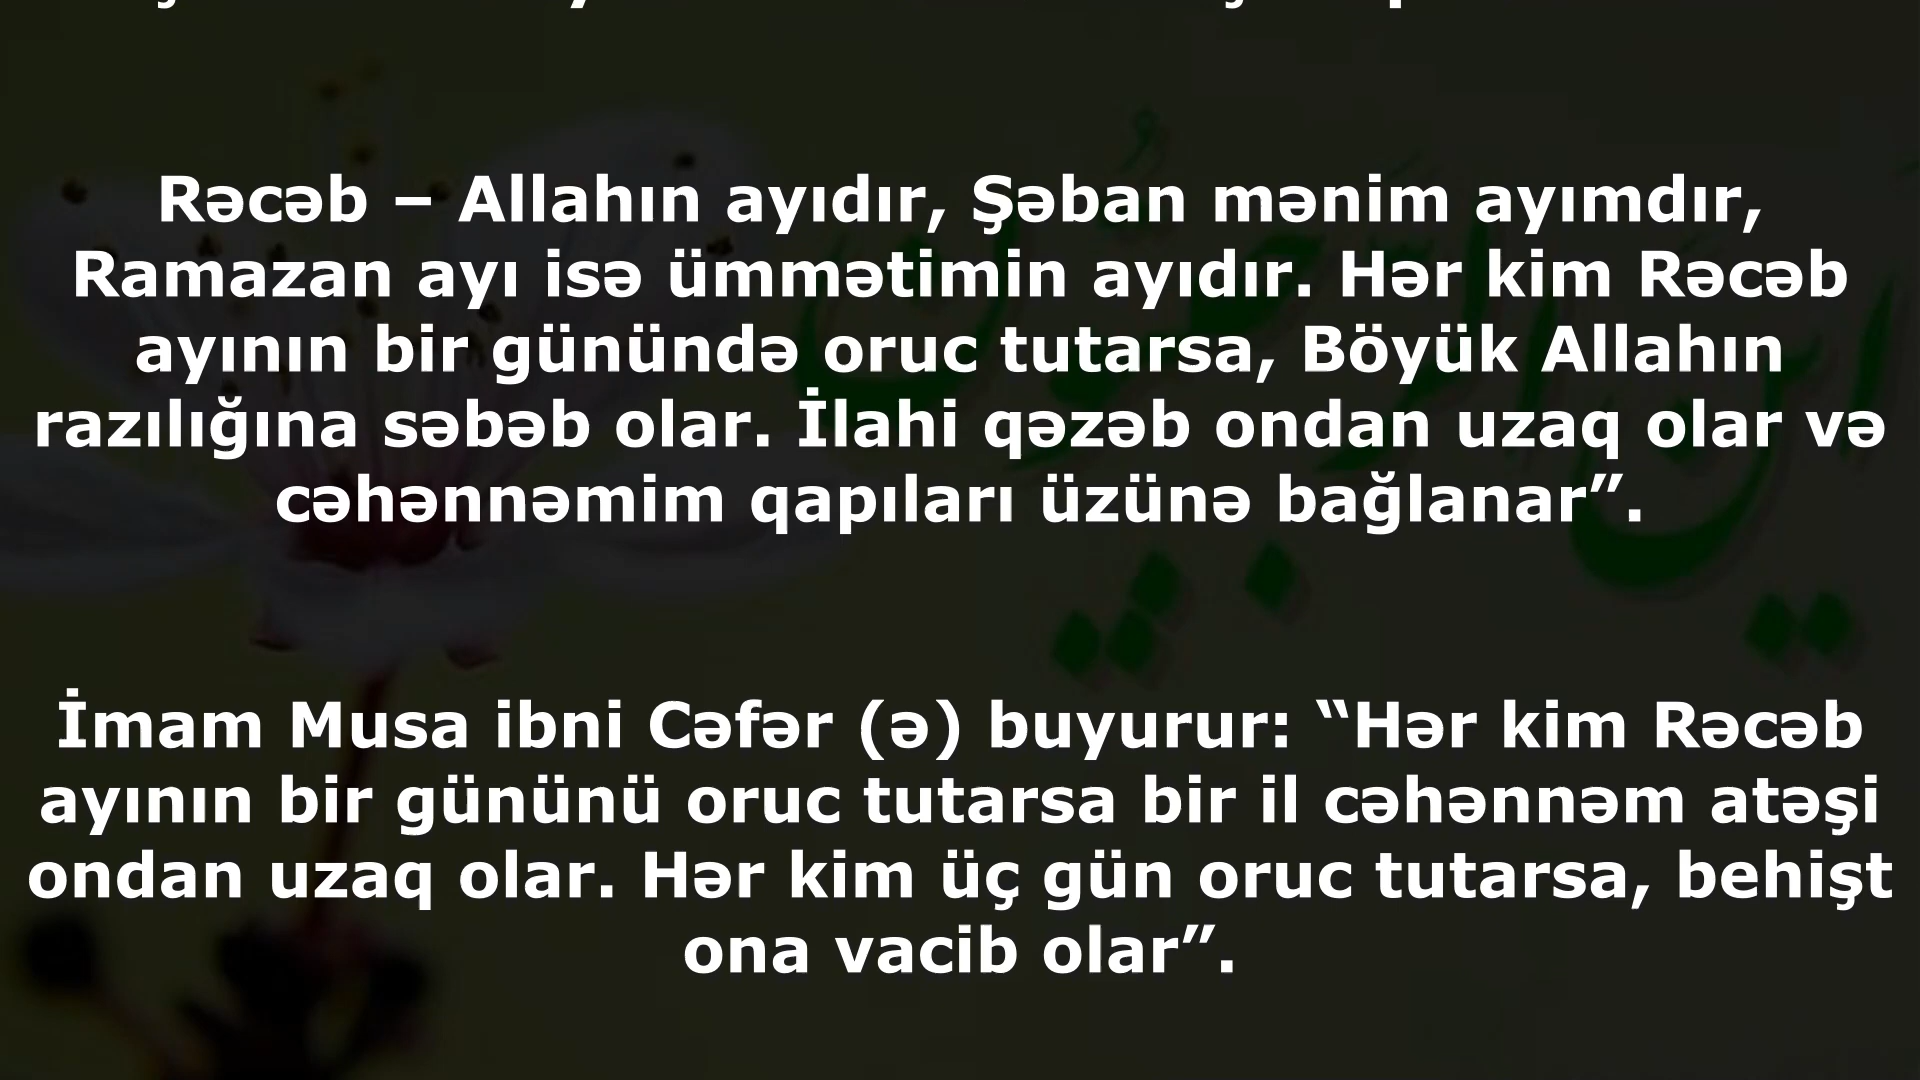 Rəcəb – Allahın ayıdır, Şəban mənim ayımdır,
Ramazan ayı isə ümmətimin ayıdır. Hər kim Rəcəb
ayının bir günündə oruc tutarsa, Böyük Allahın
razılığına səbəb olar. İlahi qəzəb ondan uzaq olar və
cəhənnəmim qapıları üzünə bağlanar”.
İmam Musa ibni Cəfər (ə) buyurur: “Hər kim Rəcəb
ayının bir gününü oruc tutarsa bir il cəhənnəm atəşi
ondan uzaq olar. Hər kim üç gün oruc tutarsa, behişt
ona vacib olar”.
أين الرجبيون